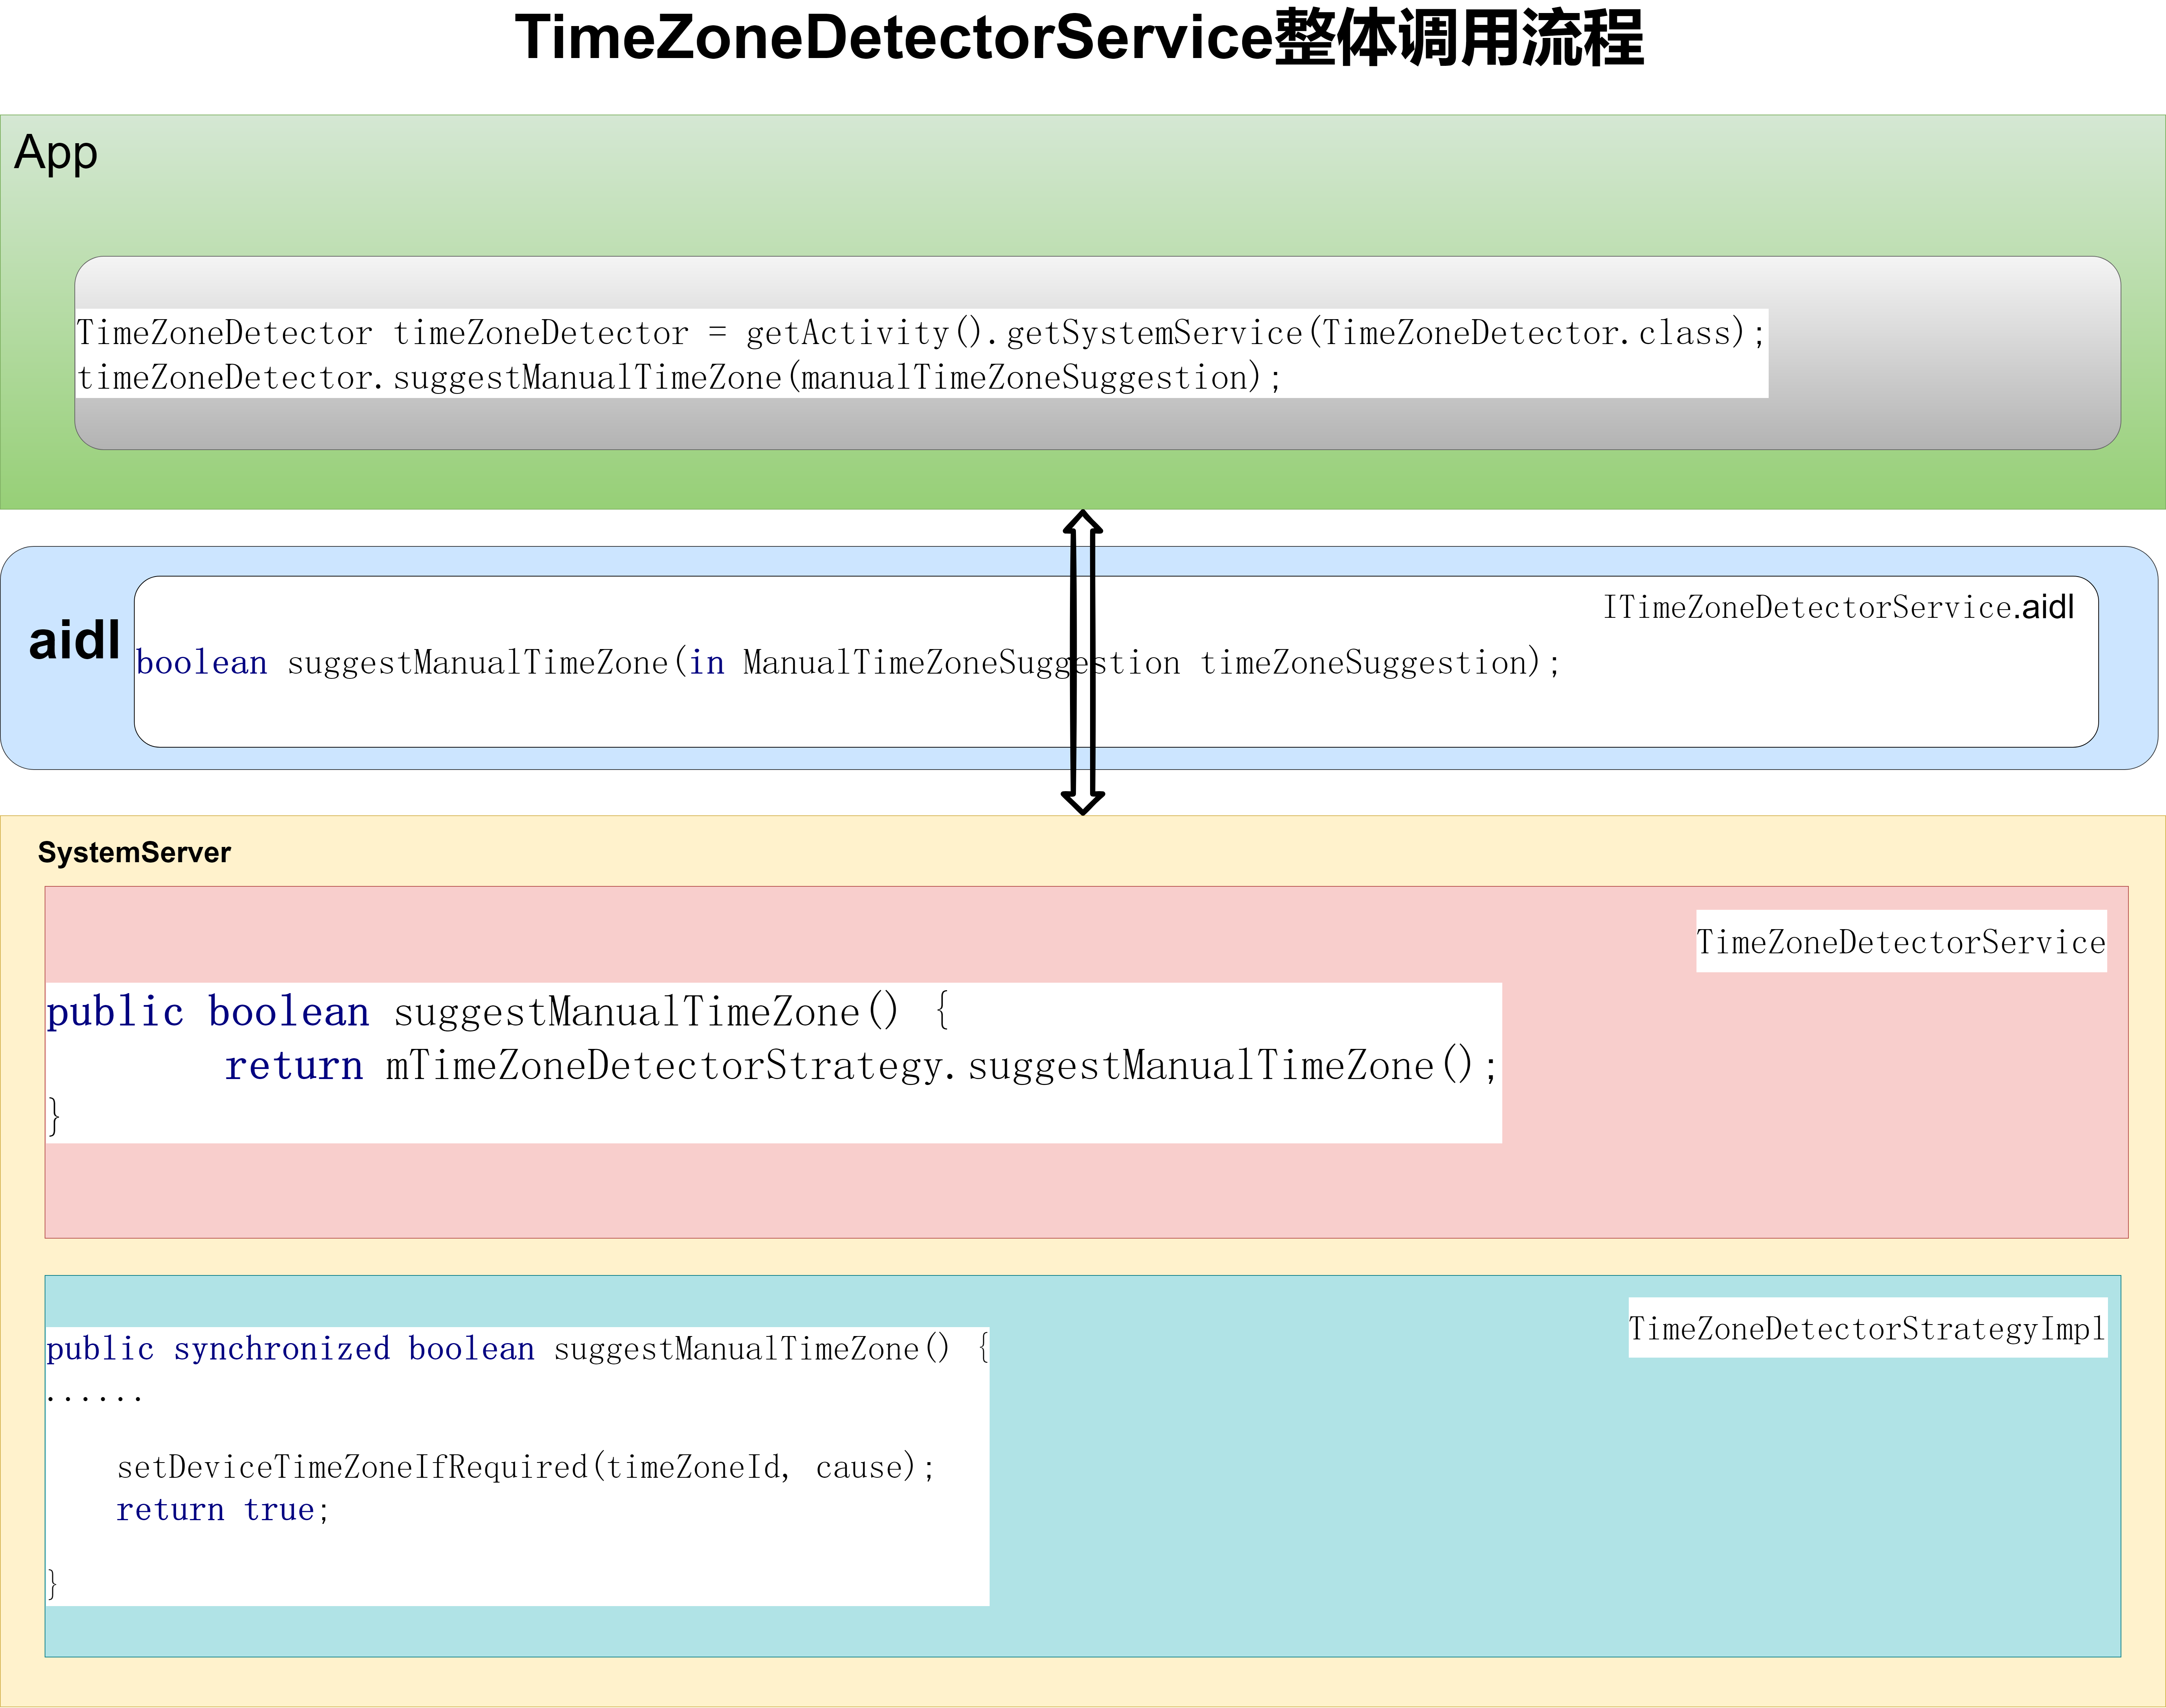 TimeZoneDetectorService整体调用流程
App
TimeZoneDetector timeZoneDetector = getActivity().getSystemService(TimeZoneDetector.class);
timeZoneDetector.suggestManualTimeZone(manualTimeZoneSuggestion);
ITimeZoneDetectorService.aidl
aidl
boolean suggestManualTimeZone(in ManualTimeZoneSuggestion timeZoneSuggestion);
SystemServer
TimeZoneDetectorService
public boolean suggestManualTimeZone() {
return mTimeZoneDetectorStrategy.suggestManualTimeZone();
}
TimeZoneDetectorStrategyImpl
public synchronized boolean suggestManualTimeZone() {
......
setDeviceTimeZoneIfRequired(timeZoneId, cause);
return true;
}